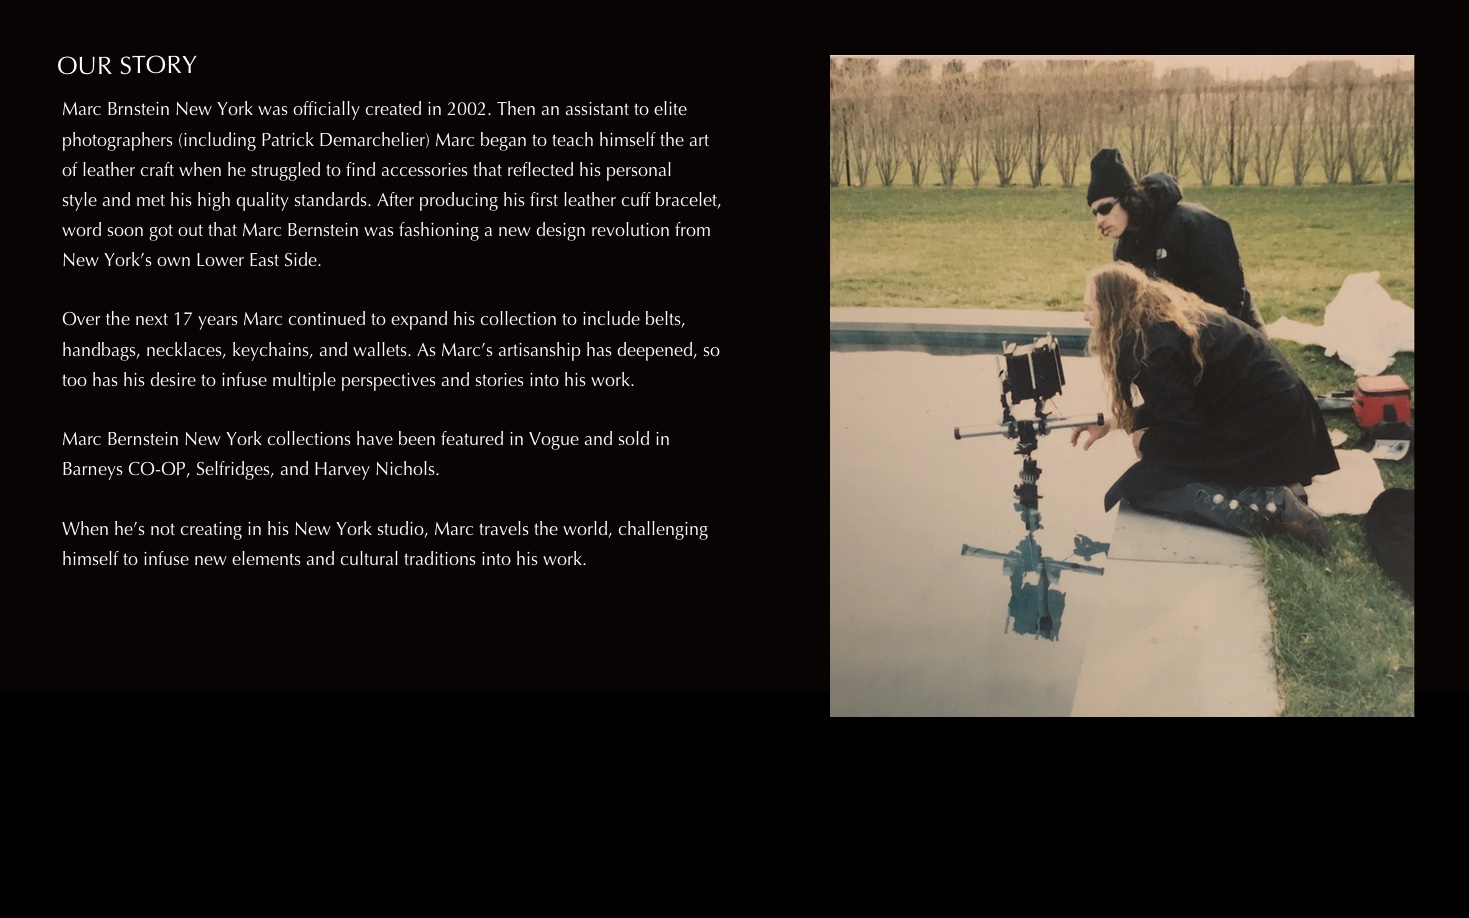 OUR STORY
Marc Brnstein New York was officially created in 2002. Then an assistant to elite
photographers (including Patrick Demarchelier) Marc began to teach himself the art
of leather craft when he struggled to find accessories that reflected his personal
style and met his high quality standards. After producing his first leather cuff bracelet,
word soon got out that Marc Bernstein was fashioning a new design revolution from
New York’s own Lower East Side.
Over the next 17 years Marc continued to expand his collection to include belts,
handbags, necklaces, keychains, and wallets. As Marc’s artisanship has deepened, so
too has his desire to infuse multiple perspectives and stories into his work.
Marc Bernstein New York collections have been featured in Vogue and sold in
Barneys CO-OP, Selfridges, and Harvey Nichols.
When he’s not creating in his New York studio, Marc travels the world, challenging
himself to infuse new elements and cultural traditions into his work.